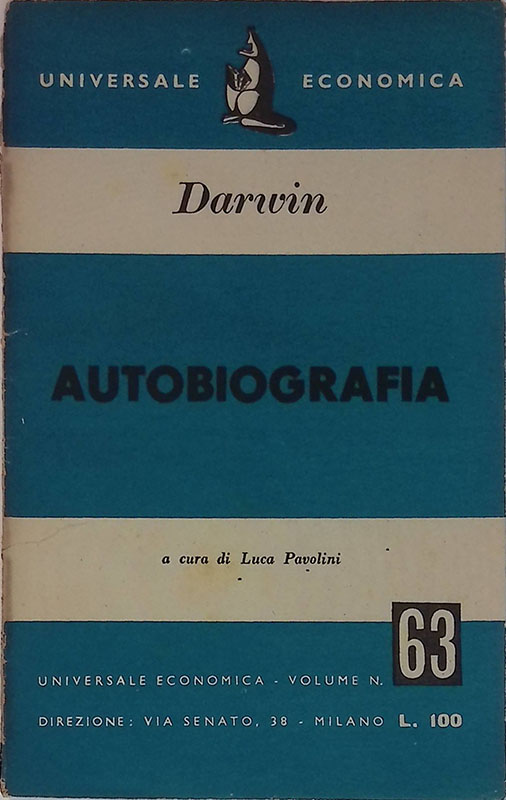 UNIVERSALE ECONOMICA
Darwin
AUTOBIOGRAFIA
a cura di Luca Pavolini
UNIVERSALE ECONOMICA - VOLUME N. 63
DIREZIONE: VIA SENATO, 38 - MILANO L. 100